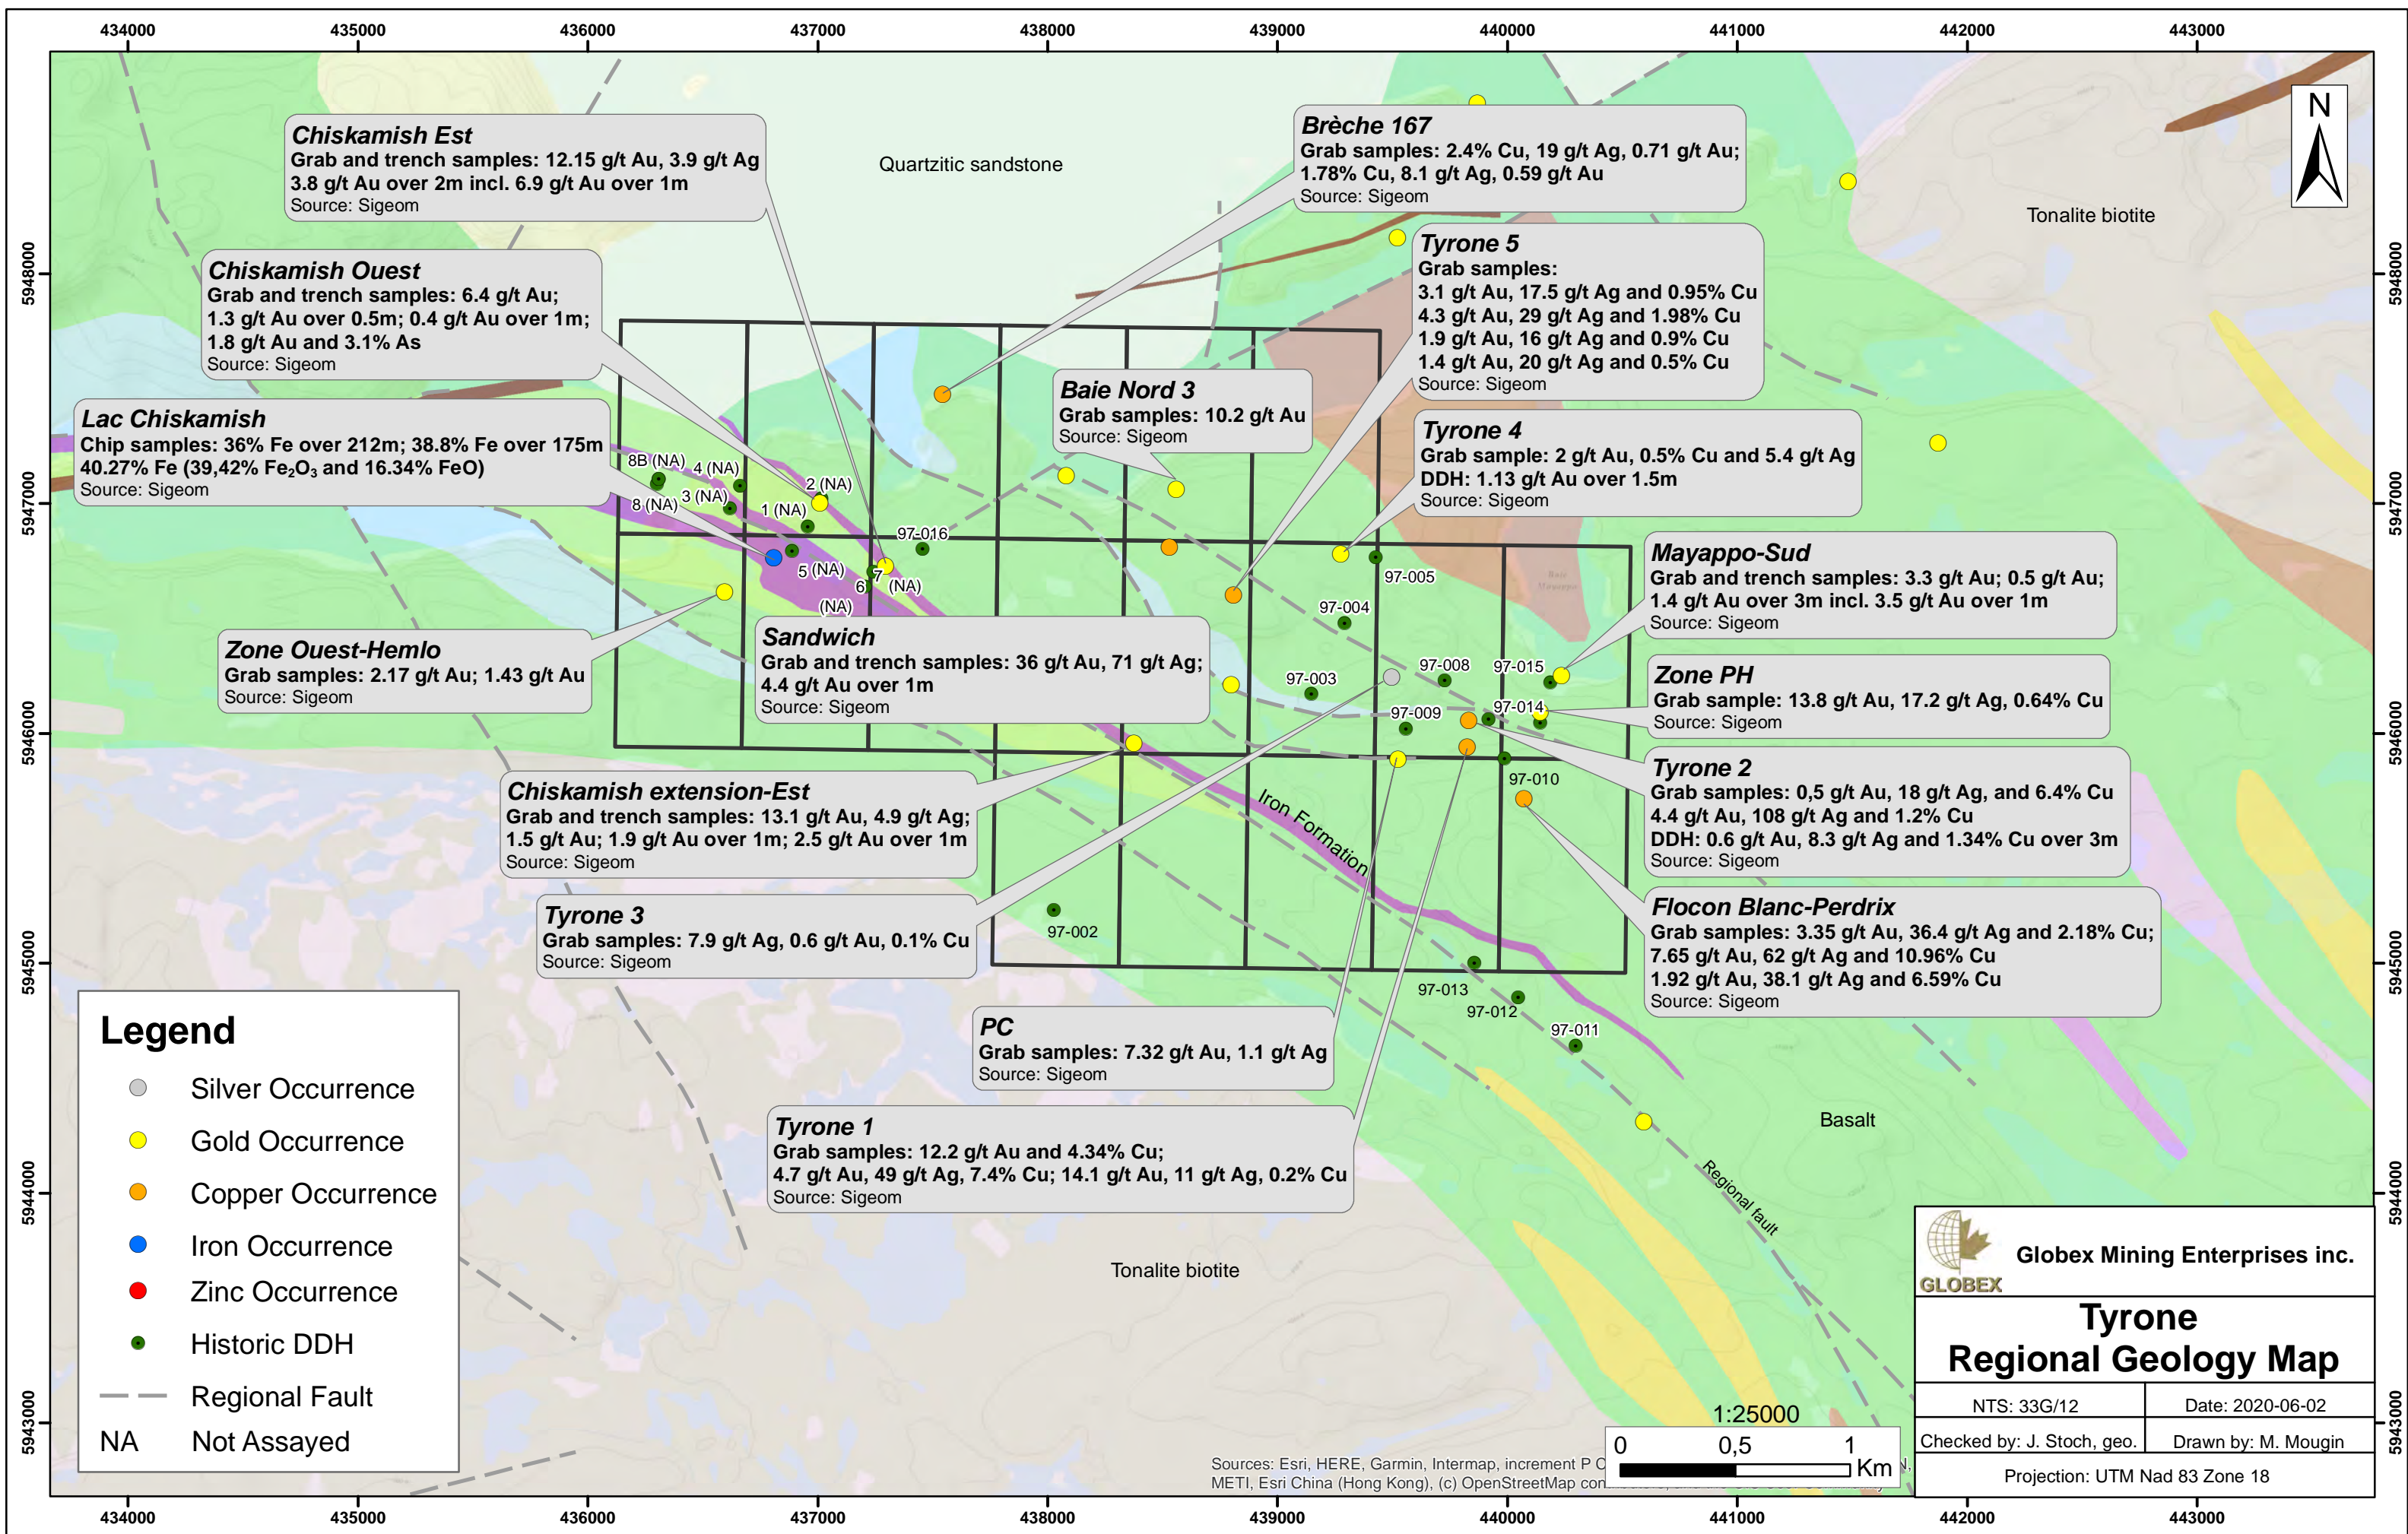 434000 435000 436000 437000 438000 439000 440000 441000 442000 443000
5948000
5947000
5946000
5945000
5944000
5943000
Chiskamish Est
Grab and trench samples: 12.15 g/t Au, 3.9 g/t Ag
3.8 g/t Au over 2m incl. 6.9 g/t Au over 1m
Source: Sigeom
Quartzitic sandstone
Brèche 167
Grab samples: 2.4% Cu, 19 g/t Ag, 0.71 g/t Au;
1.78% Cu, 8.1 g/t Ag, 0.59 g/t Au
Source: Sigeom
N
Tonalite biotite
Chiskamish Ouest
Grab and trench samples: 6.4 g/t Au;
1.3 g/t Au over 0.5m; 0.4 g/t Au over 1m;
1.8 g/t Au and 3.1% As
Source: Sigeom
Tyrone 5
Grab samples:
3.1 g/t Au, 17.5 g/t Ag and 0.95% Cu
4.3 g/t Au, 29 g/t Ag and 1.98% Cu
1.9 g/t Au, 16 g/t Ag and 0.9% Cu
1.4 g/t Au, 20 g/t Ag and 0.5% Cu
Source: Sigeom
Baie Nord 3
Grab samples: 10.2 g/t Au
Source: Sigeom
Lac Chiskamish
Chip samples: 36% Fe over 212m; 38.8% Fe over 175m
40.27% Fe (39,42% Fe₂O₃ and 16.34% FeO)
Source: Sigeom
Tyrone 4
Grab sample: 2 g/t Au, 0.5% Cu and 5.4 g/t Ag
DDH: 1.13 g/t Au over 1.5m
Source: Sigeom
8B (NA)
4 (NA)
2 (NA)
3 (NA)
8 (NA)
1 (NA)
97-016
5 (NA)
7
(NA)
6
(NA)
97-005
97-004
Mayappo-Sud
Grab and trench samples: 3.3 g/t Au; 0.5 g/t Au;
1.4 g/t Au over 3m incl. 3.5 g/t Au over 1m
Source: Sigeom
Zone Ouest-Hemlo
Grab samples: 2.17 g/t Au; 1.43 g/t Au
Source: Sigeom
Sandwich
Grab and trench samples: 36 g/t Au, 71 g/t Ag;
4.4 g/t Au over 1m
Source: Sigeom
97-003
97-008
97-015
97-009
97-014
Zone PH
Grab sample: 13.8 g/t Au, 17.2 g/t Ag, 0.64% Cu
Source: Sigeom
97-010
Tyrone 2
Grab samples: 0,5 g/t Au, 18 g/t Ag, and 6.4% Cu
4.4 g/t Au, 108 g/t Ag and 1.2% Cu
DDH: 0.6 g/t Au, 8.3 g/t Ag and 1.34% Cu over 3m
Source: Sigeom
Chiskamish extension-Est
Grab and trench samples: 13.1 g/t Au, 4.9 g/t Ag;
1.5 g/t Au; 1.9 g/t Au over 1m; 2.5 g/t Au over 1m
Source: Sigeom
Iron Formation
Tyrone 3
Grab samples: 7.9 g/t Ag, 0.6 g/t Au, 0.1% Cu
Source: Sigeom
97-002
Flocon Blanc-Perdrix
Grab samples: 3.35 g/t Au, 36.4 g/t Ag and 2.18% Cu;
7.65 g/t Au, 62 g/t Ag and 10.96% Cu
1.92 g/t Au, 38.1 g/t Ag and 6.59% Cu
Source: Sigeom
97-013
97-012
97-011
PC
Grab samples: 7.32 g/t Au, 1.1 g/t Ag
Source: Sigeom
Tyrone 1
Grab samples: 12.2 g/t Au and 4.34% Cu;
4.7 g/t Au, 49 g/t Ag, 7.4% Cu; 14.1 g/t Au, 11 g/t Ag, 0.2% Cu
Source: Sigeom
Basalt
Regional fault
Tonalite biotite
Legend
Silver Occurrence
Gold Occurrence
Copper Occurrence
Iron Occurrence
Zinc Occurrence
Historic DDH
Regional Fault
NA Not Assayed
1:25000
0 0,5 1
Km
Sources: Esri, HERE, Garmin, Intermap, increment P
METI, Esri China (Hong Kong), (c) OpenStreetMap
GLOBEX
Globex Mining Enterprises inc.
Tyrone
Regional Geology Map
NTS: 33G/12
Date: 2020-06-02
Checked by: J. Stoch, geo.
Drawn by: M. Mougin
Projection: UTM Nad 83 Zone 18
5948000
5947000
5946000
5945000
5944000
5943000
434000 435000 436000 437000 438000 439000 440000 441000 442000 443000